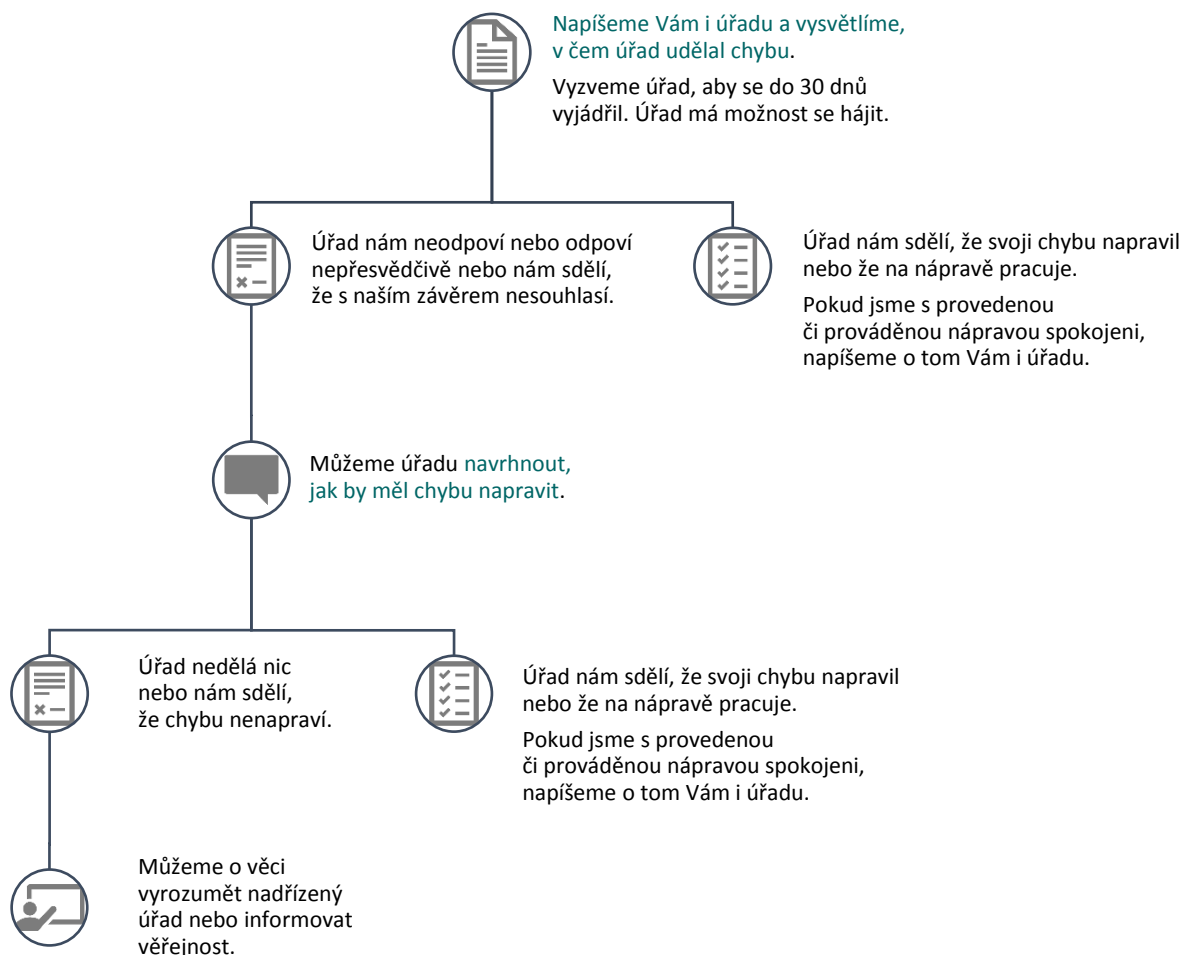 Napíšeme Vám i úřadu a vysvětlíme,
v čem úřad udělal chybu.
Vyzveme úřad, aby se do 30 dnů
vyjádřil. Úřad má možnost se hájit.
Úřad nám neodpoví nebo odpoví
nepřesvědčivě nebo nám sdělí,
že s naším závěrem nesouhlasí.
Úřad nám sdělí, že svoji chybu napravil
nebo že na nápravě pracuje.
Pokud jsme s provedenou
či prováděnou nápravou spokojeni,
napíšeme o tom Vám i úřadu.
Můžeme úřadu navrhnout,
jak by měl chybu napravit.
Úřad nedělá nic
nebo nám sdělí,
že chybu nenapraví.
Úřad nám sdělí, že svoji chybu napravil
nebo že na nápravě pracuje.
Pokud jsme s provedenou
či prováděnou nápravou spokojeni,
napíšeme o tom Vám i úřadu.
Můžeme o věci
vyrozumět nadřízený
úřad nebo informovat
veřejnost.